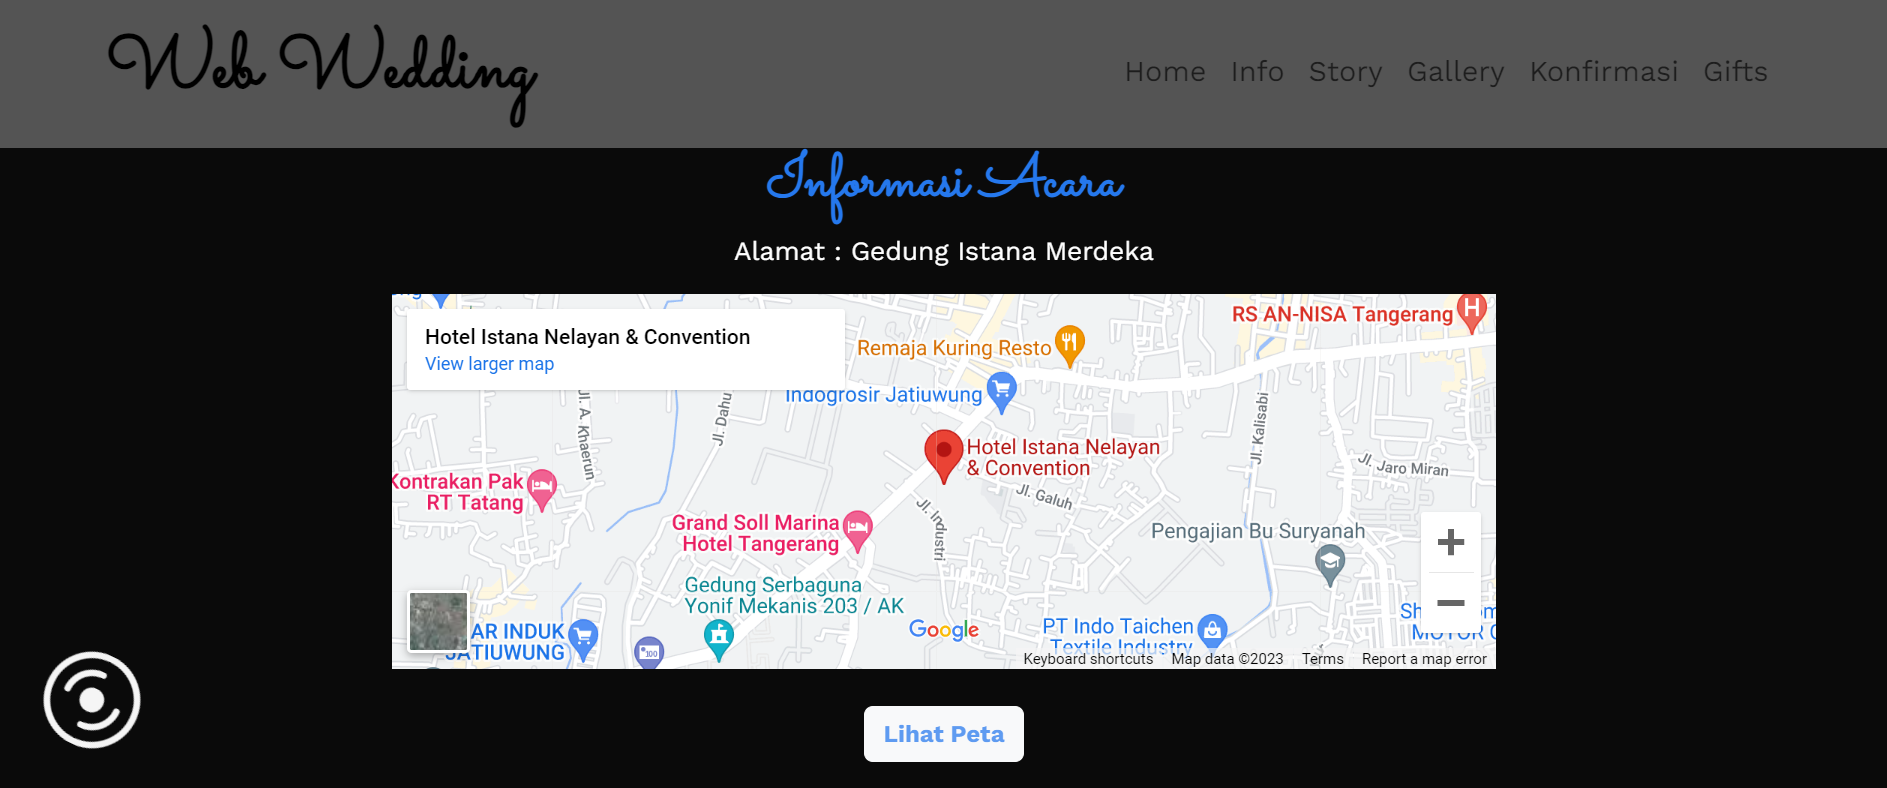 Web Wedding
Home Info Story Gallery Konfirmasi Gifts
Informasi Acara
Alamat : Gedung Istana Merdeka
Hotel Istana Nelayan & Convention
View larger map
RS AN-NISA Tangerang
H
Remaja Kuring Resto
Indogrosir Jatiuwung
Jl. A. Khaerun
Jl. Dahu
Jl. Kalisabi
Hotel Istana Nelayan
& Convention
Jl. Jaro Miran
Kontrakan Pak
RT Tatang
Jl. Galuh
Jl. Industri
Grand Soll Marina
Hotel Tangerang
Pengajian Bu Suryanah
Gedung Serbaguna
Yonif Mekanis 203 / AK
AR INDUK
JATIUWUNG
100
Google
PT Indo Taichen
Textile Industry
Keyboard shortcuts Map data ©2023 Terms Report a map error
Lihat Peta